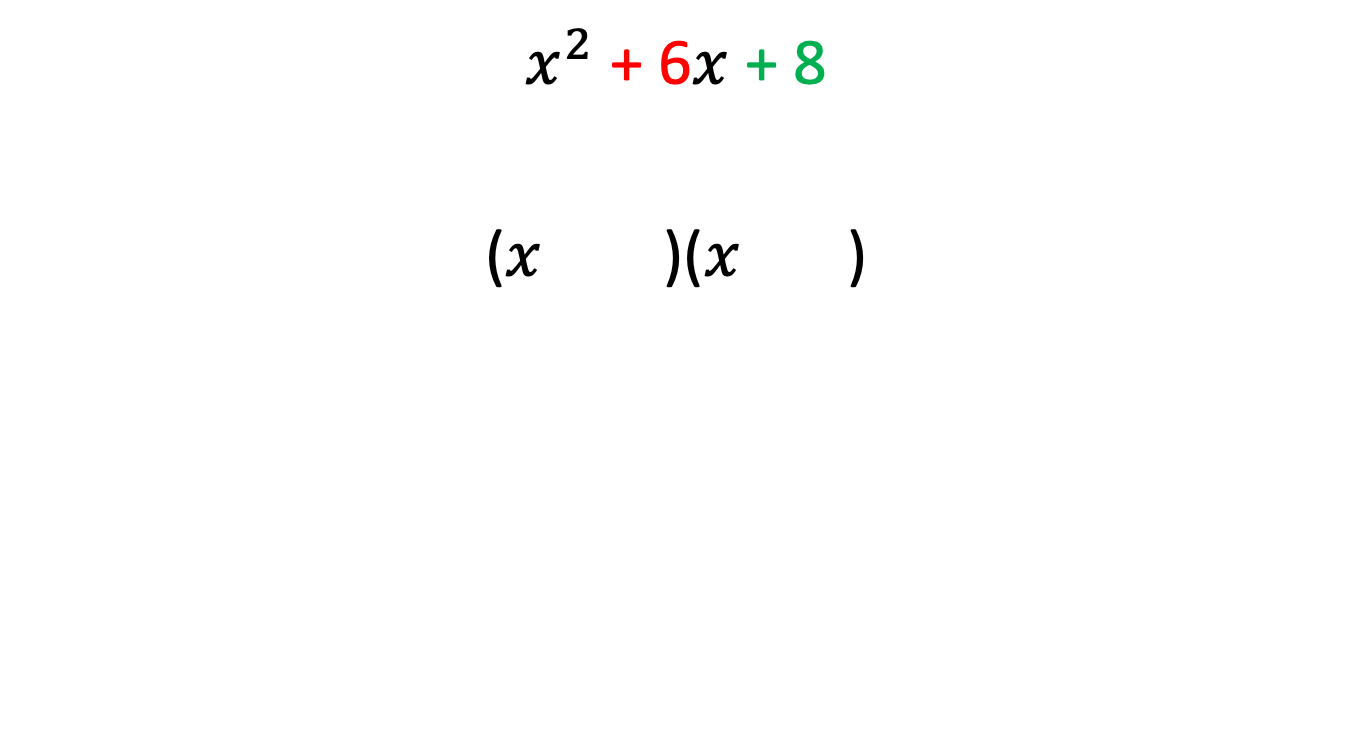 x² + 6x + 8
(x )(x )